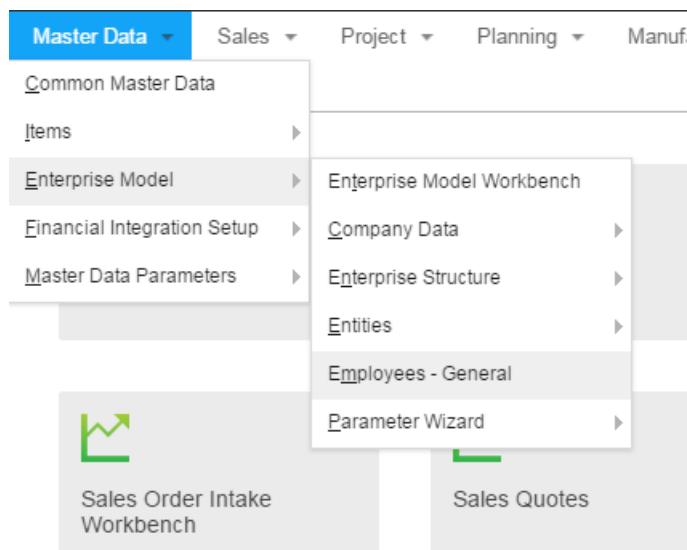 Master Data
Sales
Project
Planning
Common Master Data
Items
Enterprise Model
Financial Integration Setup
Master Data Parameters
Enterprise Model Workbench
Company Data
Enterprise Structure
Entities
Employees - General
Parameter Wizard
Sales Order Intake
Workbench
Sales Quotes